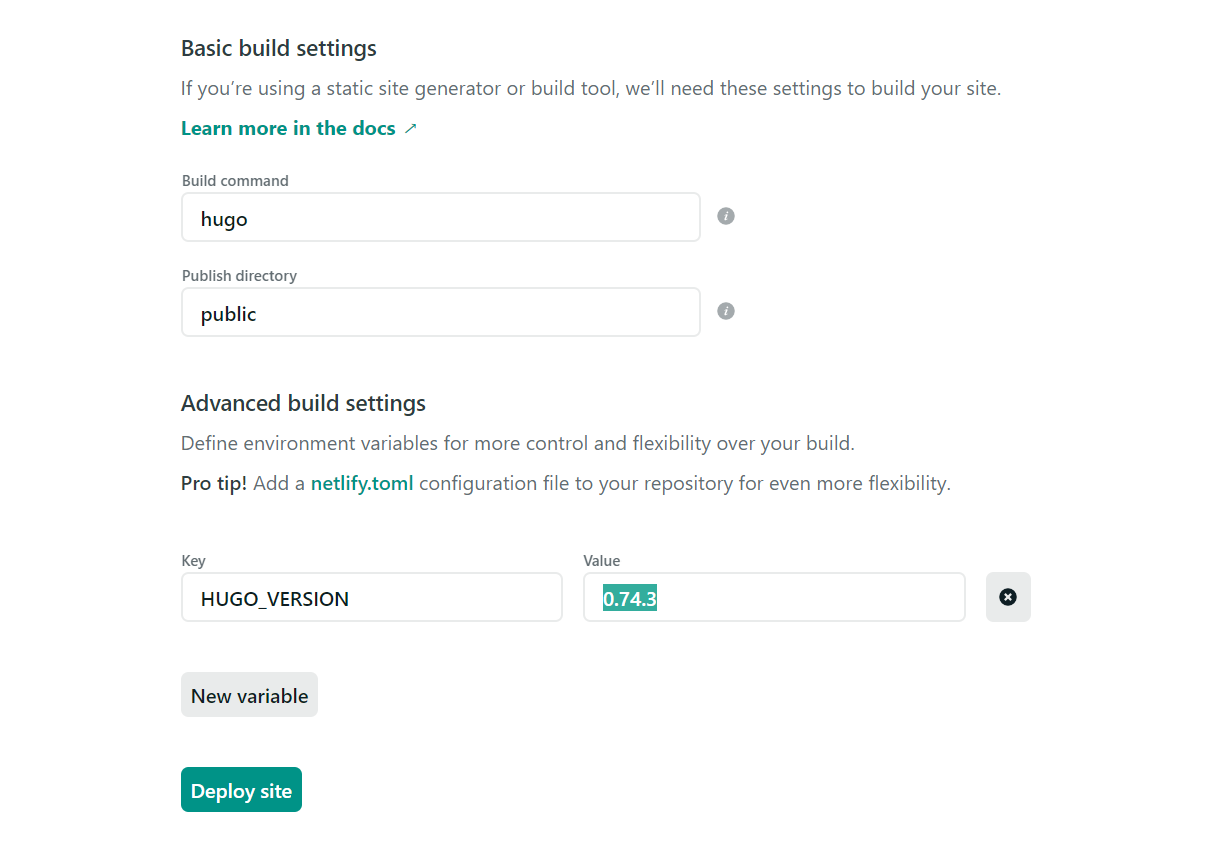 Basic build settings
If you’re using a static site generator or build tool, we’ll need these settings to build your site.
Learn more in the docs ↗
Build command
hugo
Publish directory
public
Advanced build settings
Define environment variables for more control and flexibility over your build.
Pro tip! Add a netlify.toml configuration file to your repository for even more flexibility.
Key Value
HUGO_VERSION 0.74.3
New variable
Deploy site